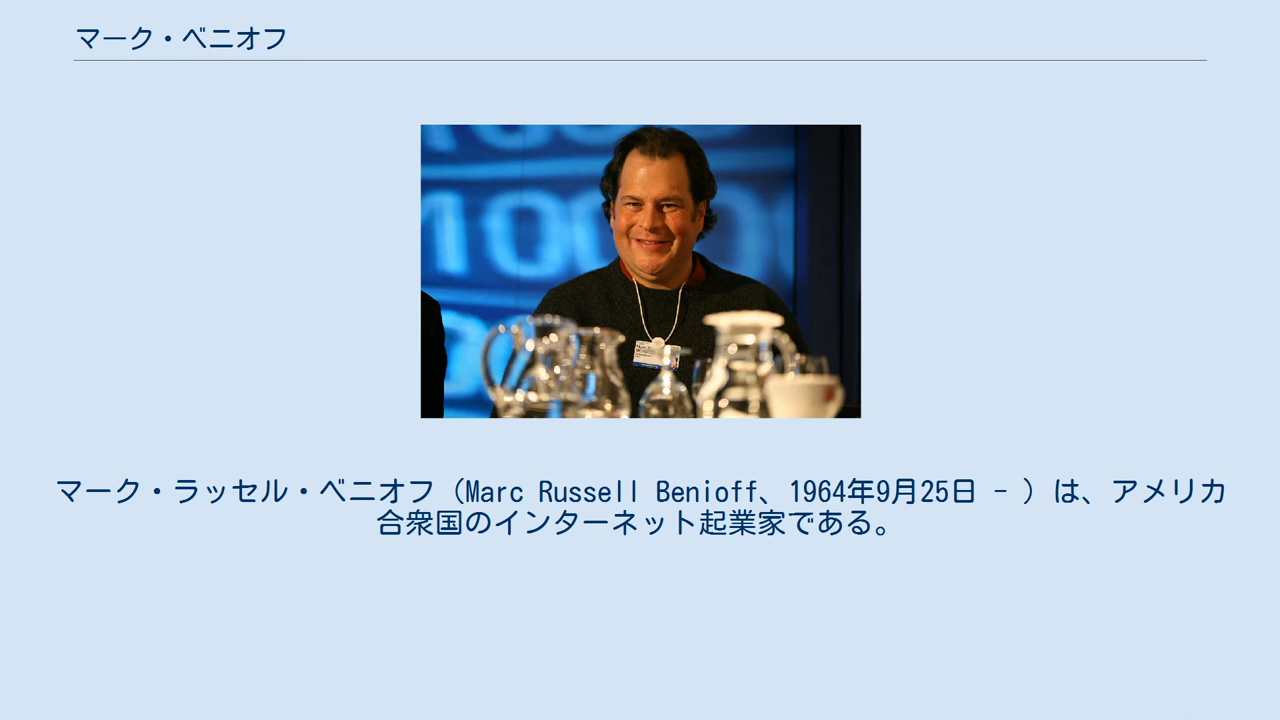 マーク・ベニオフ
100
マーク・ラッセル・ベニオフ（Marc Russell Benioff、1964年9月25日 - ）は、アメリカ
合衆国のインターネット起業家である。